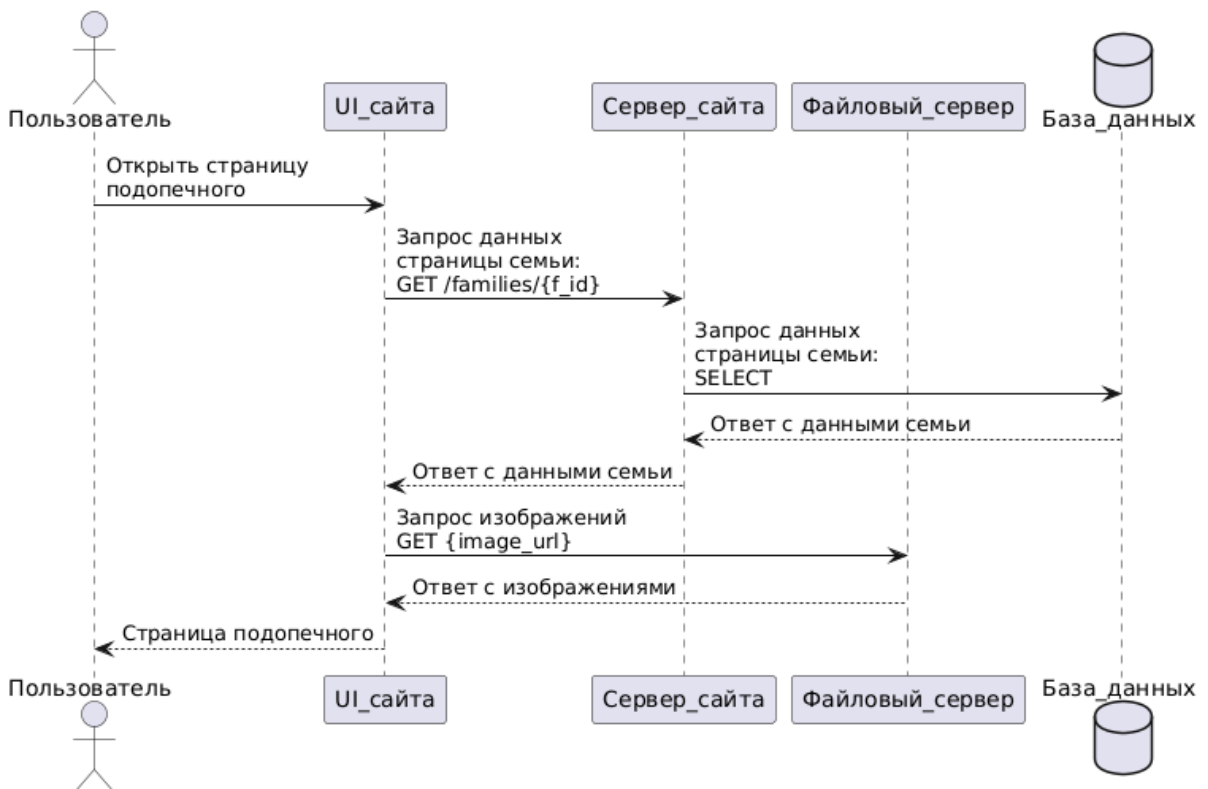 Пользователь
UI_сайта
Сервер_сайта
Файловый_сервер
База_данных
Открыть страницу
подопечного
Запрос данных
страницы семьи:
GET /families/{f_id}
Запрос данных
страницы семьи:
SELECT
Ответ с данными семьи
Ответ с данными семьи
Запрос изображений
GET {image_url}
Ответ с изображениями
Страница подопечного
Пользователь
UI_сайта
Сервер_сайта
Файловый_сервер
База_данных